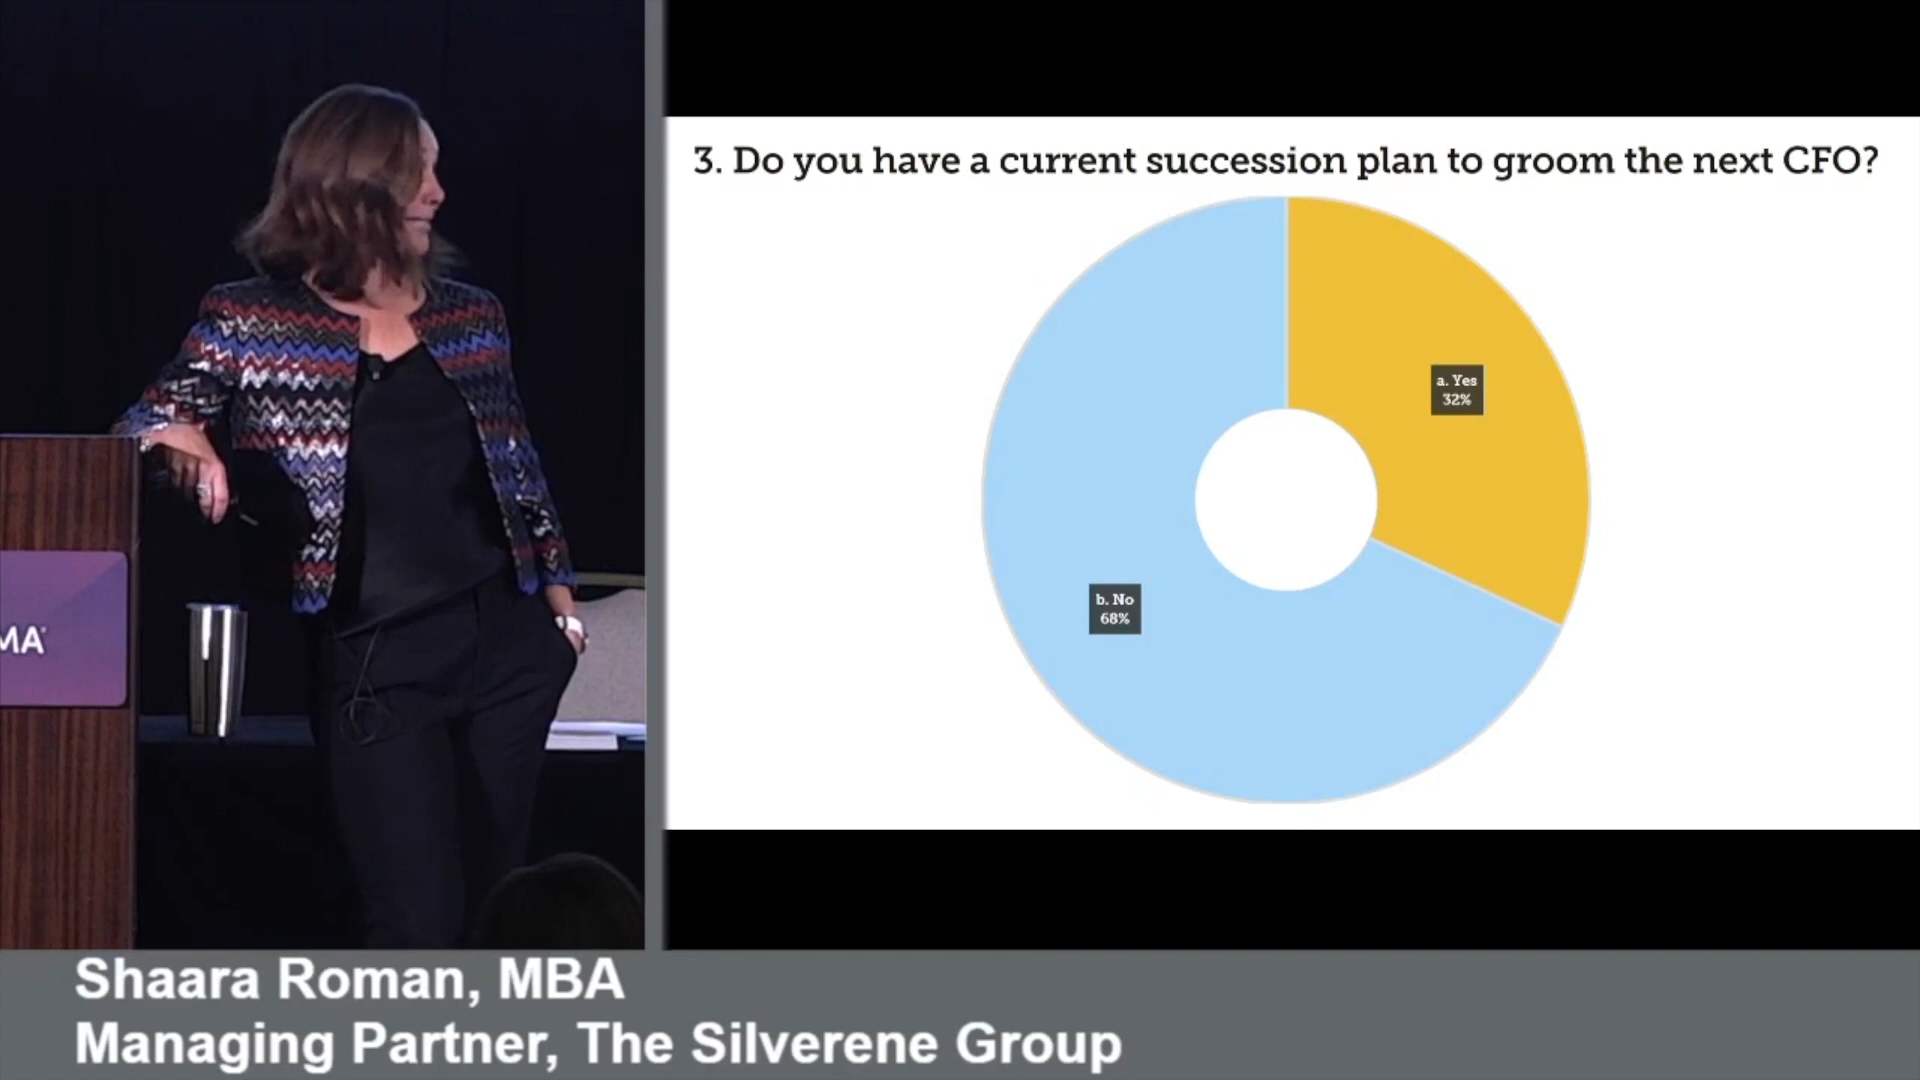 3. Do you have a current succession plan to groom the next CFO?
a. Yes
32%
b. No
68%
MA
Shaara Roman, MBA
Managing Partner, The Silverene Group